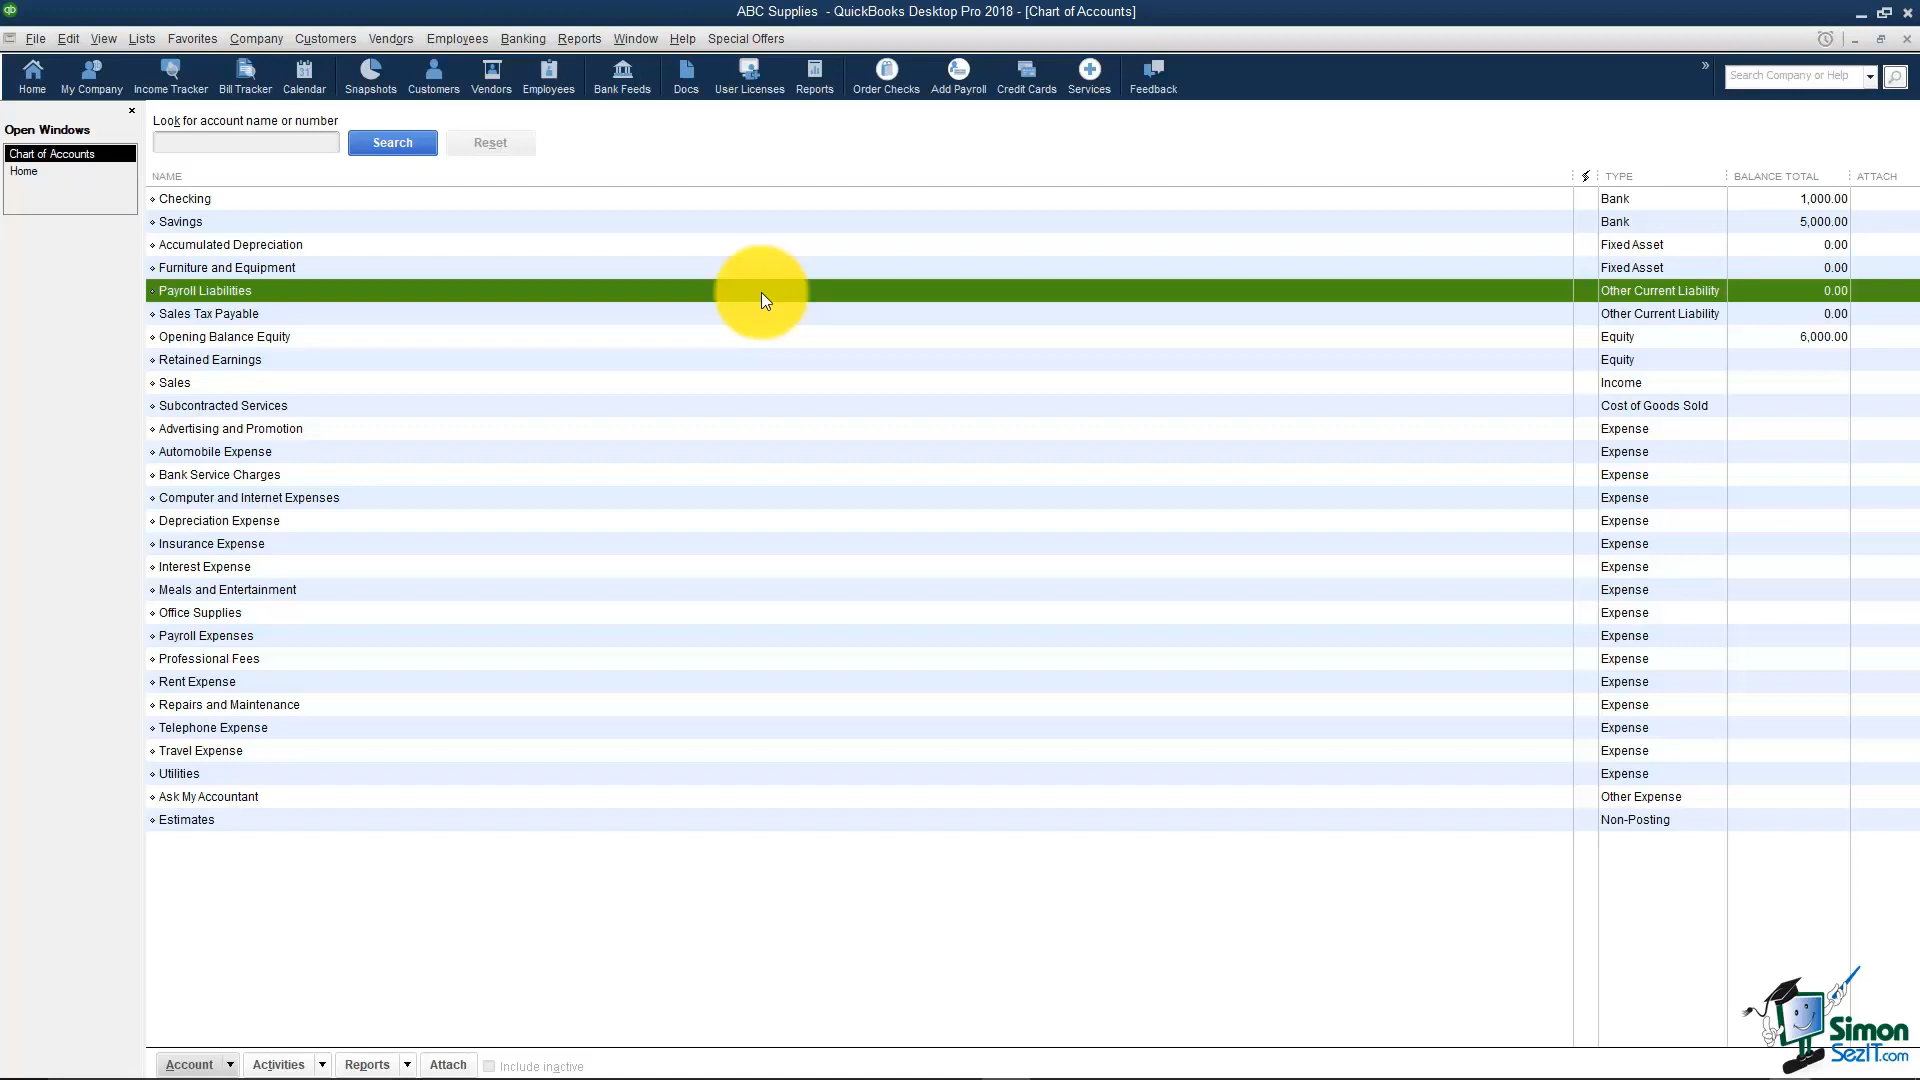 ABC Supplies - QuickBooks Desktop Pro 2018 - [Chart of Accounts]
File Edit View Lists Favorites Company Customers Vendors Employees Banking Reports Window Help Special Offers
Home My Company Income Tracker Bill Tracker Calendar Snapshots Customers Vendors Employees Bank Feeds Docs User Licenses Reports Order Checks Add Payroll Credit Cards Services Feedback
Search Company or Help
Open Windows
Chart of Accounts
Home
Look for account name or number
Search Reset
NAME TYPE BALANCE TOTAL ATTACH
Checking Bank 1,000.00
Savings Bank 5,000.00
Accumulated Depreciation Fixed Asset 0.00
Furniture and Equipment Fixed Asset 0.00
Payroll Liabilities Other Current Liability 0.00
Sales Tax Payable Other Current Liability 0.00
Opening Balance Equity Equity 6,000.00
Retained Earnings Equity
Sales Income
Subcontracted Services Cost of Goods Sold
Advertising and Promotion Expense
Automobile Expense Expense
Bank Service Charges Expense
Computer and Internet Expenses Expense
Depreciation Expense Expense
Insurance Expense Expense
Interest Expense Expense
Meals and Entertainment Expense
Office Supplies Expense
Payroll Expenses Expense
Professional Fees Expense
Rent Expense Expense
Repairs and Maintenance Expense
Telephone Expense Expense
Travel Expense Expense
Utilities Expense
Ask My Accountant Other Expense
Estimates Non-Posting
Account Activities Reports Attach Include inactive
Simon
SezIT.com